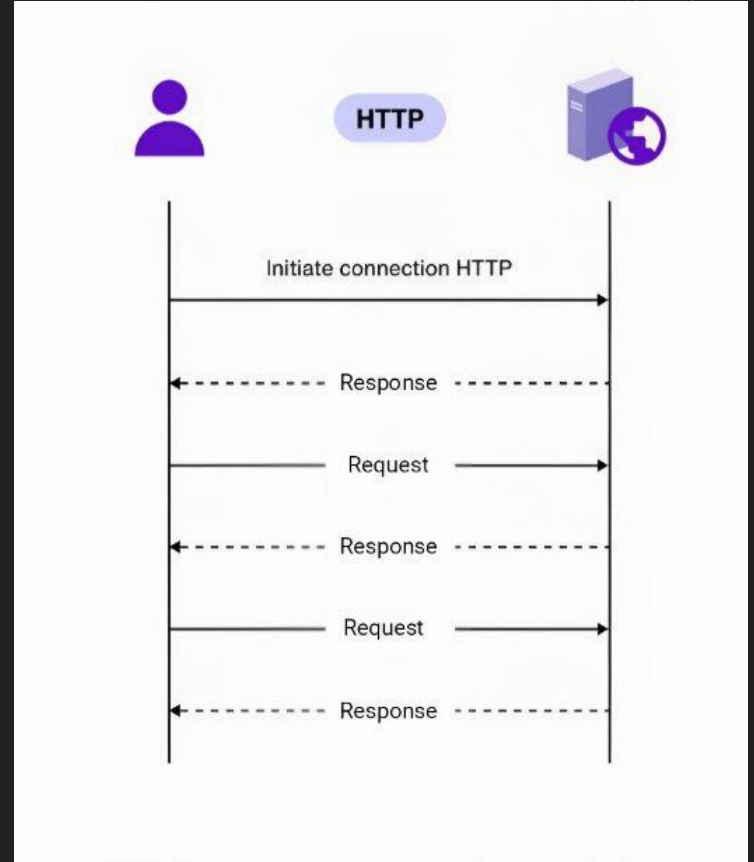 HTTP
Initiate connection HTTP
Response
Request
Response
Request
Response